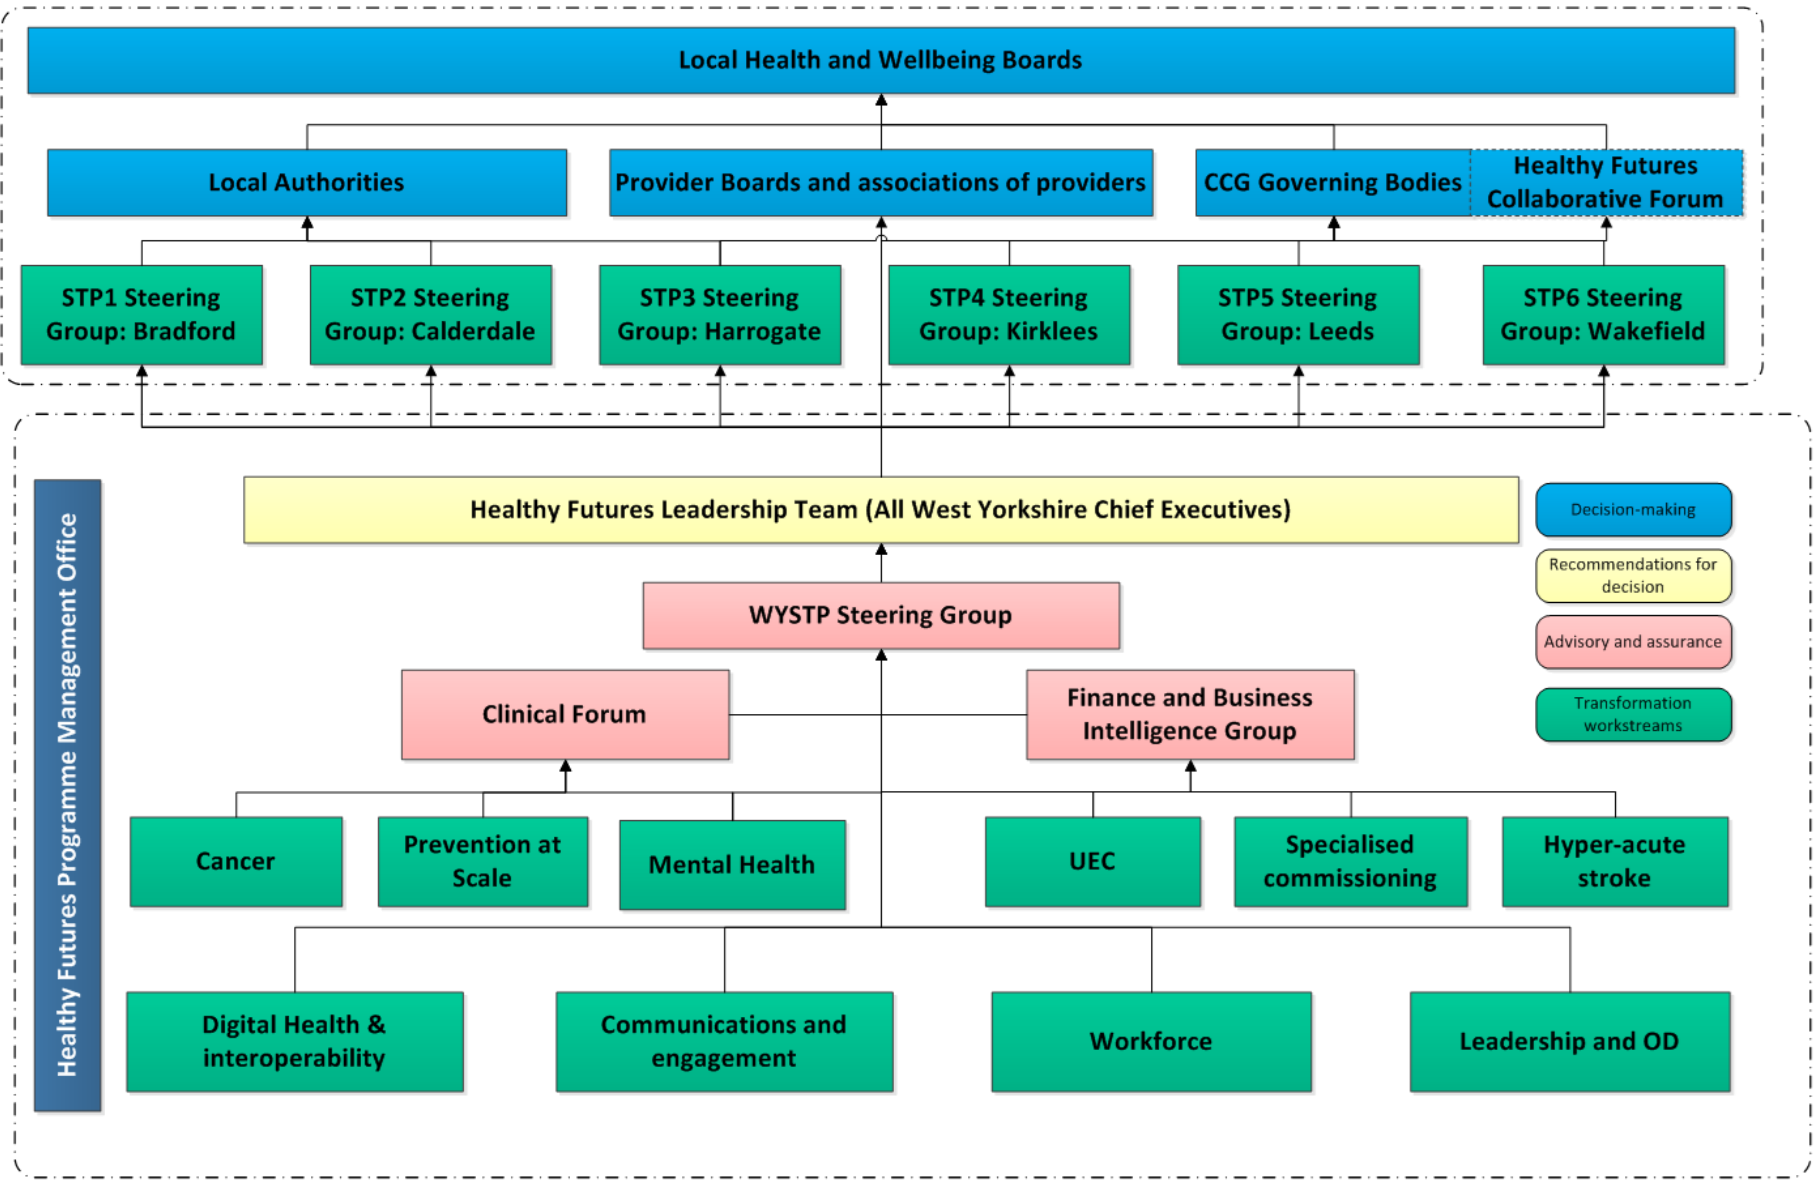 Local Health and Wellbeing Boards
Local Authorities
Provider Boards and associations of providers
CCG Governing Bodies
Healthy Futures
Collaborative Forum
STP1 Steering
Group: Bradford
STP2 Steering
Group: Calderdale
STP3 Steering
Group: Harrogate
STP4 Steering
Group: Kirklees
STP5 Steering
Group: Leeds
STP6 Steering
Group: Wakefield
Healthy Futures Programme Management Office
Healthy Futures Leadership Team (All West Yorkshire Chief Executives)
Decision-making
Recommendations for
decision
Advisory and assurance
Transformation
workstreams
WYSTP Steering Group
Clinical Forum
Finance and Business
Intelligence Group
Cancer
Prevention at
Scale
Mental Health
UEC
Specialised
commissioning
Hyper-acute
stroke
Digital Health &
interoperability
Communications and
engagement
Workforce
Leadership and OD